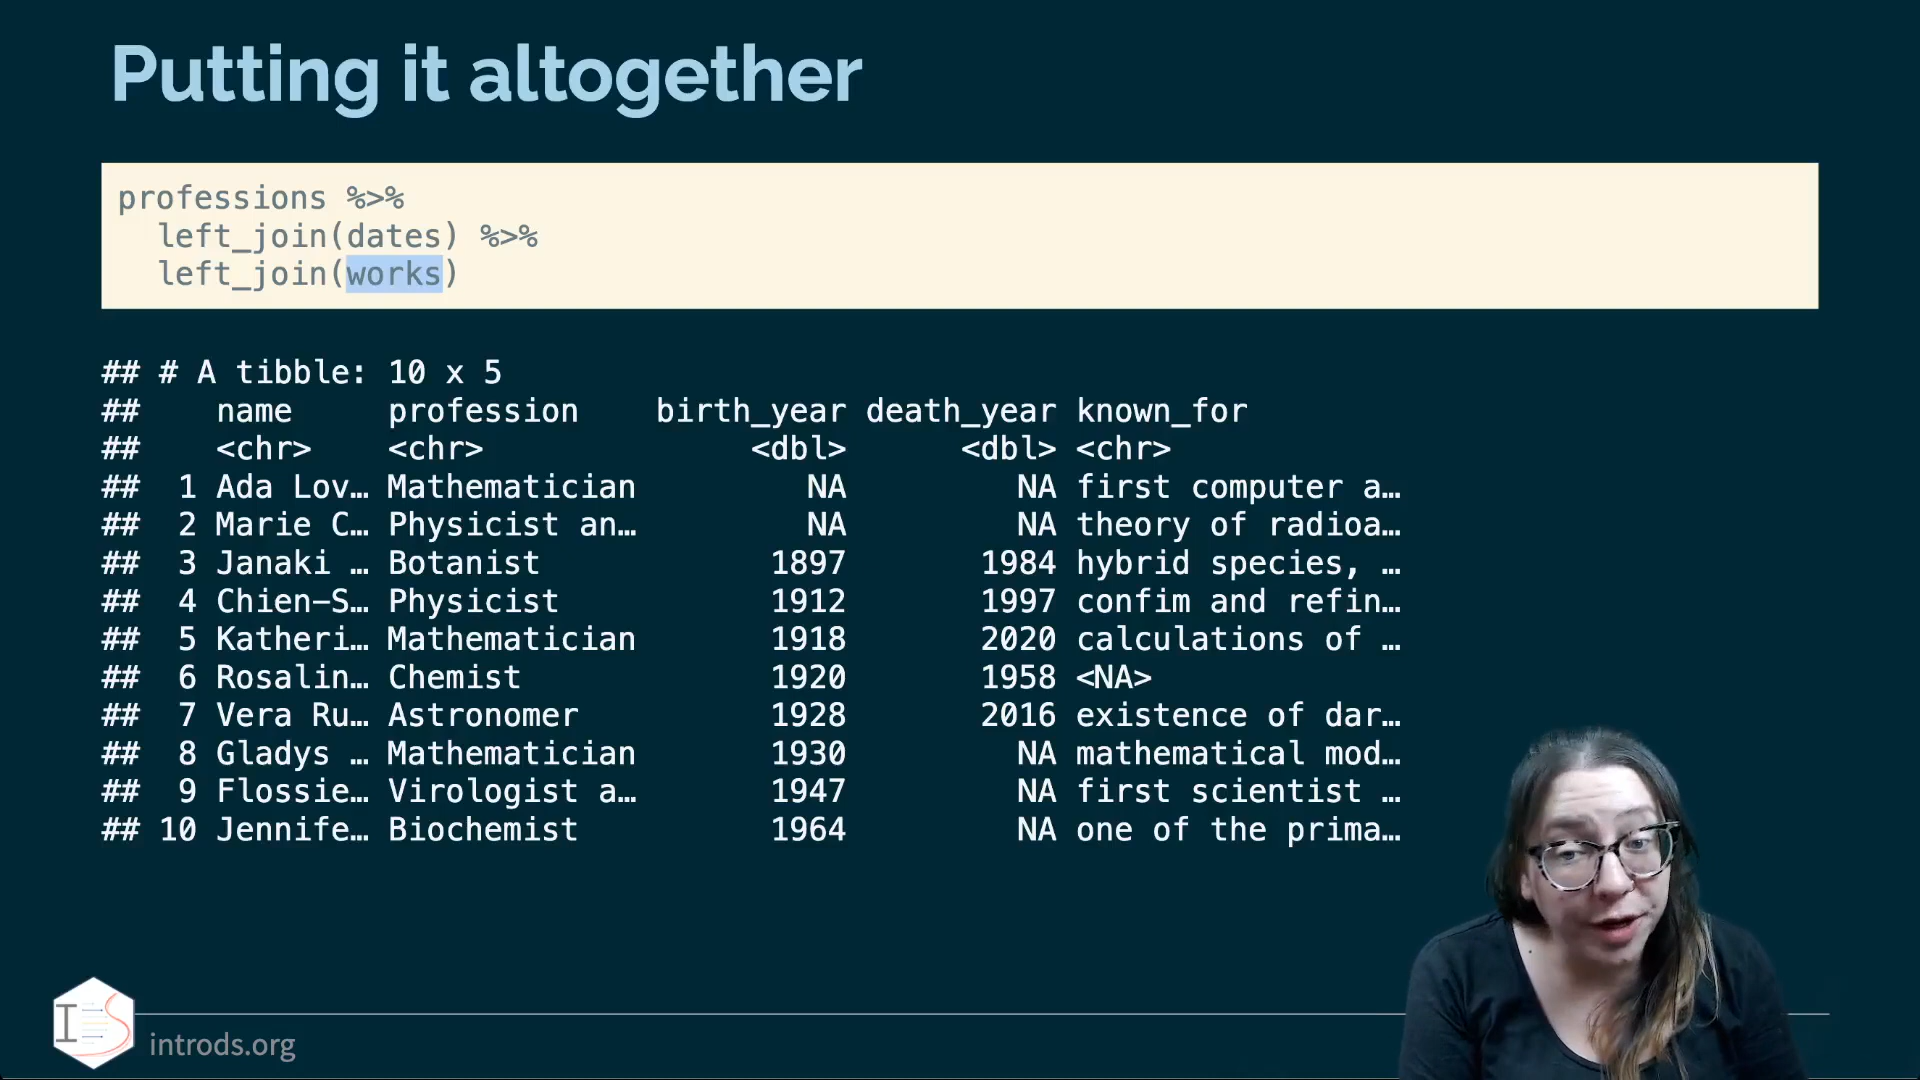 Putting it altogether
professions %>%
  left_join(dates) %>%
  left_join(works)
## # A tibble: 10 x 5
##    name     profession    birth_year death_year known_for
##    <chr>    <chr>              <dbl>      <dbl> <chr>
##  1 Ada Lov… Mathematician         NA         NA first computer a…
##  2 Marie C… Physicist an…         NA         NA theory of radioa…
##  3 Janaki … Botanist            1897       1984 hybrid species, …
##  4 Chien-S… Physicist           1912       1997 confim and refin…
##  5 Katheri… Mathematician       1918       2020 calculations of …
##  6 Rosalin… Chemist             1920       1958 <NA>
##  7 Vera Ru… Astronomer          1928       2016 existence of dar…
##  8 Gladys … Mathematician       1930         NA mathematical mod…
##  9 Flossie… Virologist a…       1947         NA first scientist …
## 10 Jennife… Biochemist          1964         NA one of the prima…
IS
introds.org